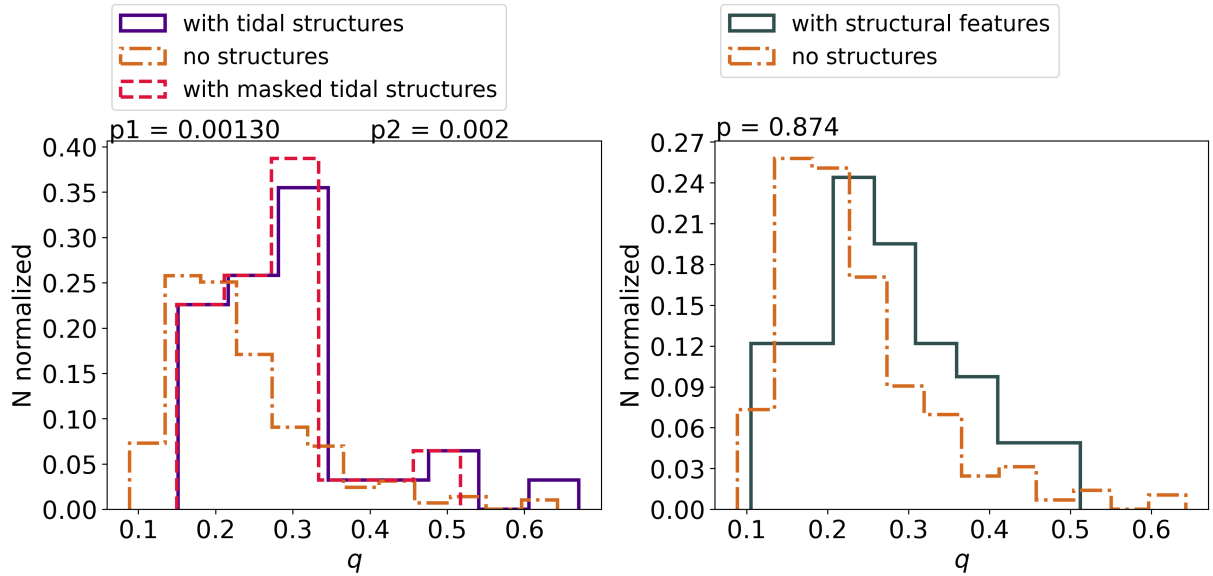 with tidal structures
no structures
with masked tidal structures
p1 = 0.00130 p2 = 0.002
0.40
0.35
0.30
0.25
0.20
0.15
0.10
0.05
0.00
N normalized
0.1 0.2 0.3 0.4 0.5 0.6
q
with structural features
no structures
p = 0.874
0.27
0.24
0.21
0.18
0.15
0.12
0.09
0.06
0.03
0.00
N normalized
0.1 0.2 0.3 0.4 0.5 0.6
q